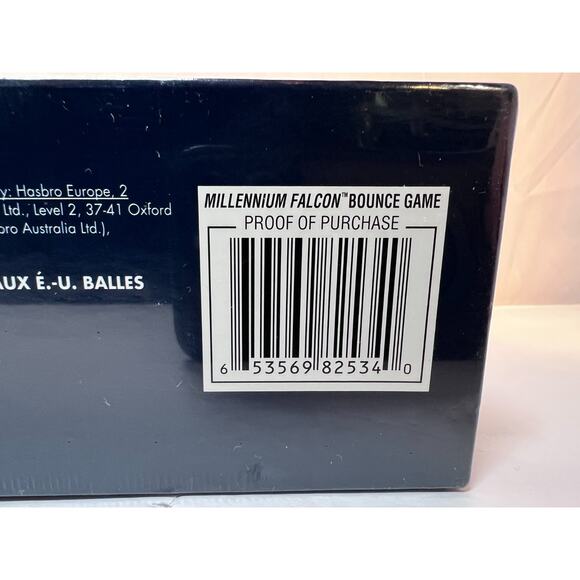 y: Hasbro Europe, 2
Ltd., Level 2, 37-41 Oxford
oro Australia Ltd.),
AUX É.-U. BALLES
MILLENNIUM FALCON™ BOUNCE GAME
PROOF OF PURCHASE
6 53569 82534 0